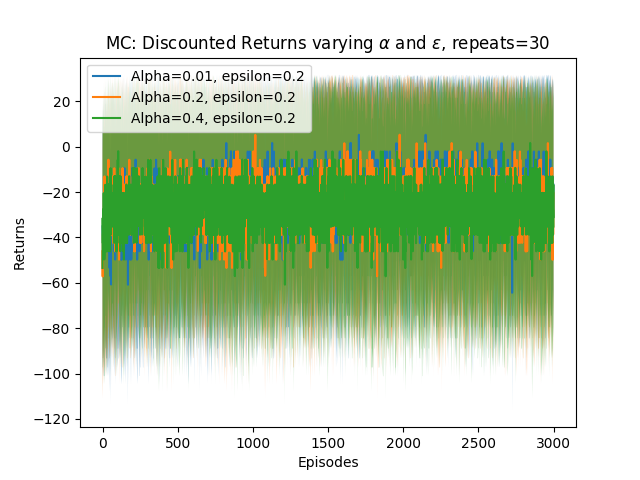 MC: Discounted Returns varying α and ε, repeats=30
Alpha=0.01, epsilon=0.2
Alpha=0.2, epsilon=0.2
Alpha=0.4, epsilon=0.2
20
0
−20
−40
−60
−80
−100
−120
Returns
0 500 1000 1500 2000 2500 3000
Episodes